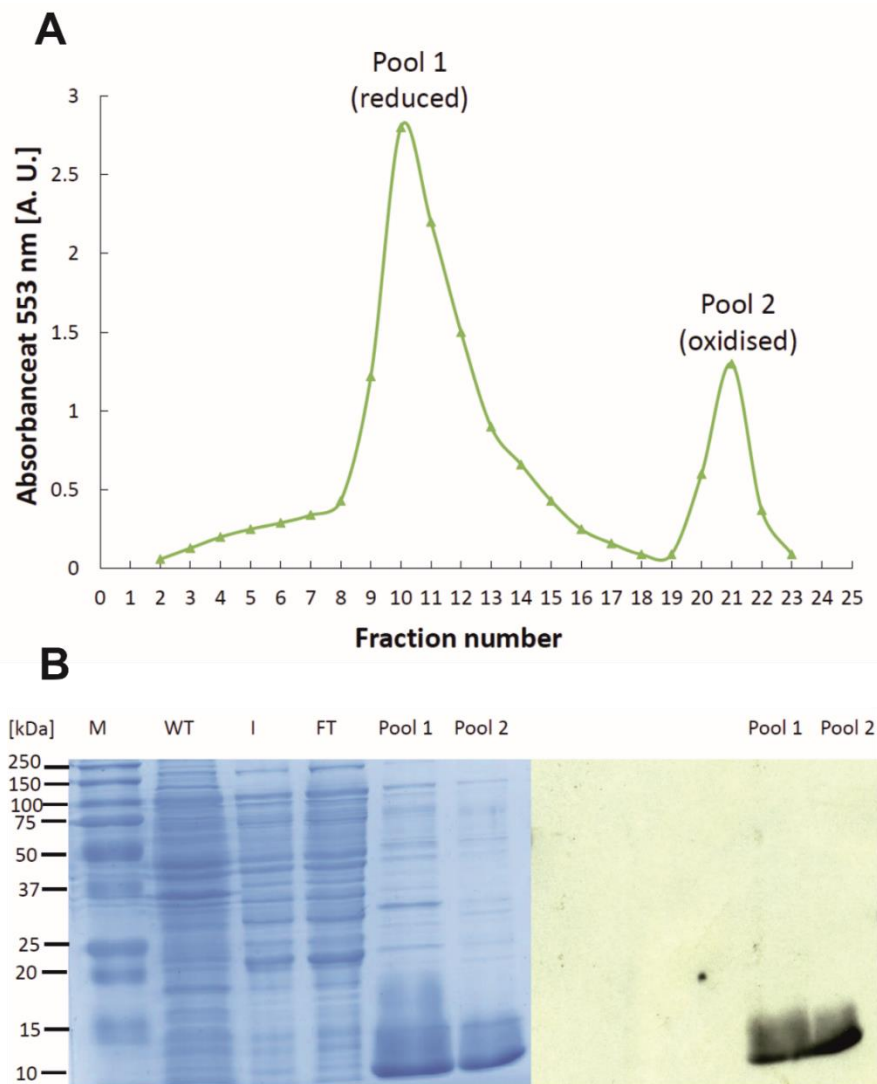 A
Pool 1
(reduced)
Pool 2
(oxidised)
Absorbanceat 553 nm [A. U.]
3
2.5
2
1.5
1
0.5
0
0 1 2 3 4 5 6 7 8 9 10 11 12 13 14 15 16 17 18 19 20 21 22 23 24 25
Fraction number
B
[kDa] M WT I FT Pool 1 Pool 2 Pool 1 Pool 2
250
150
100
75
50
37
25
20
15
10